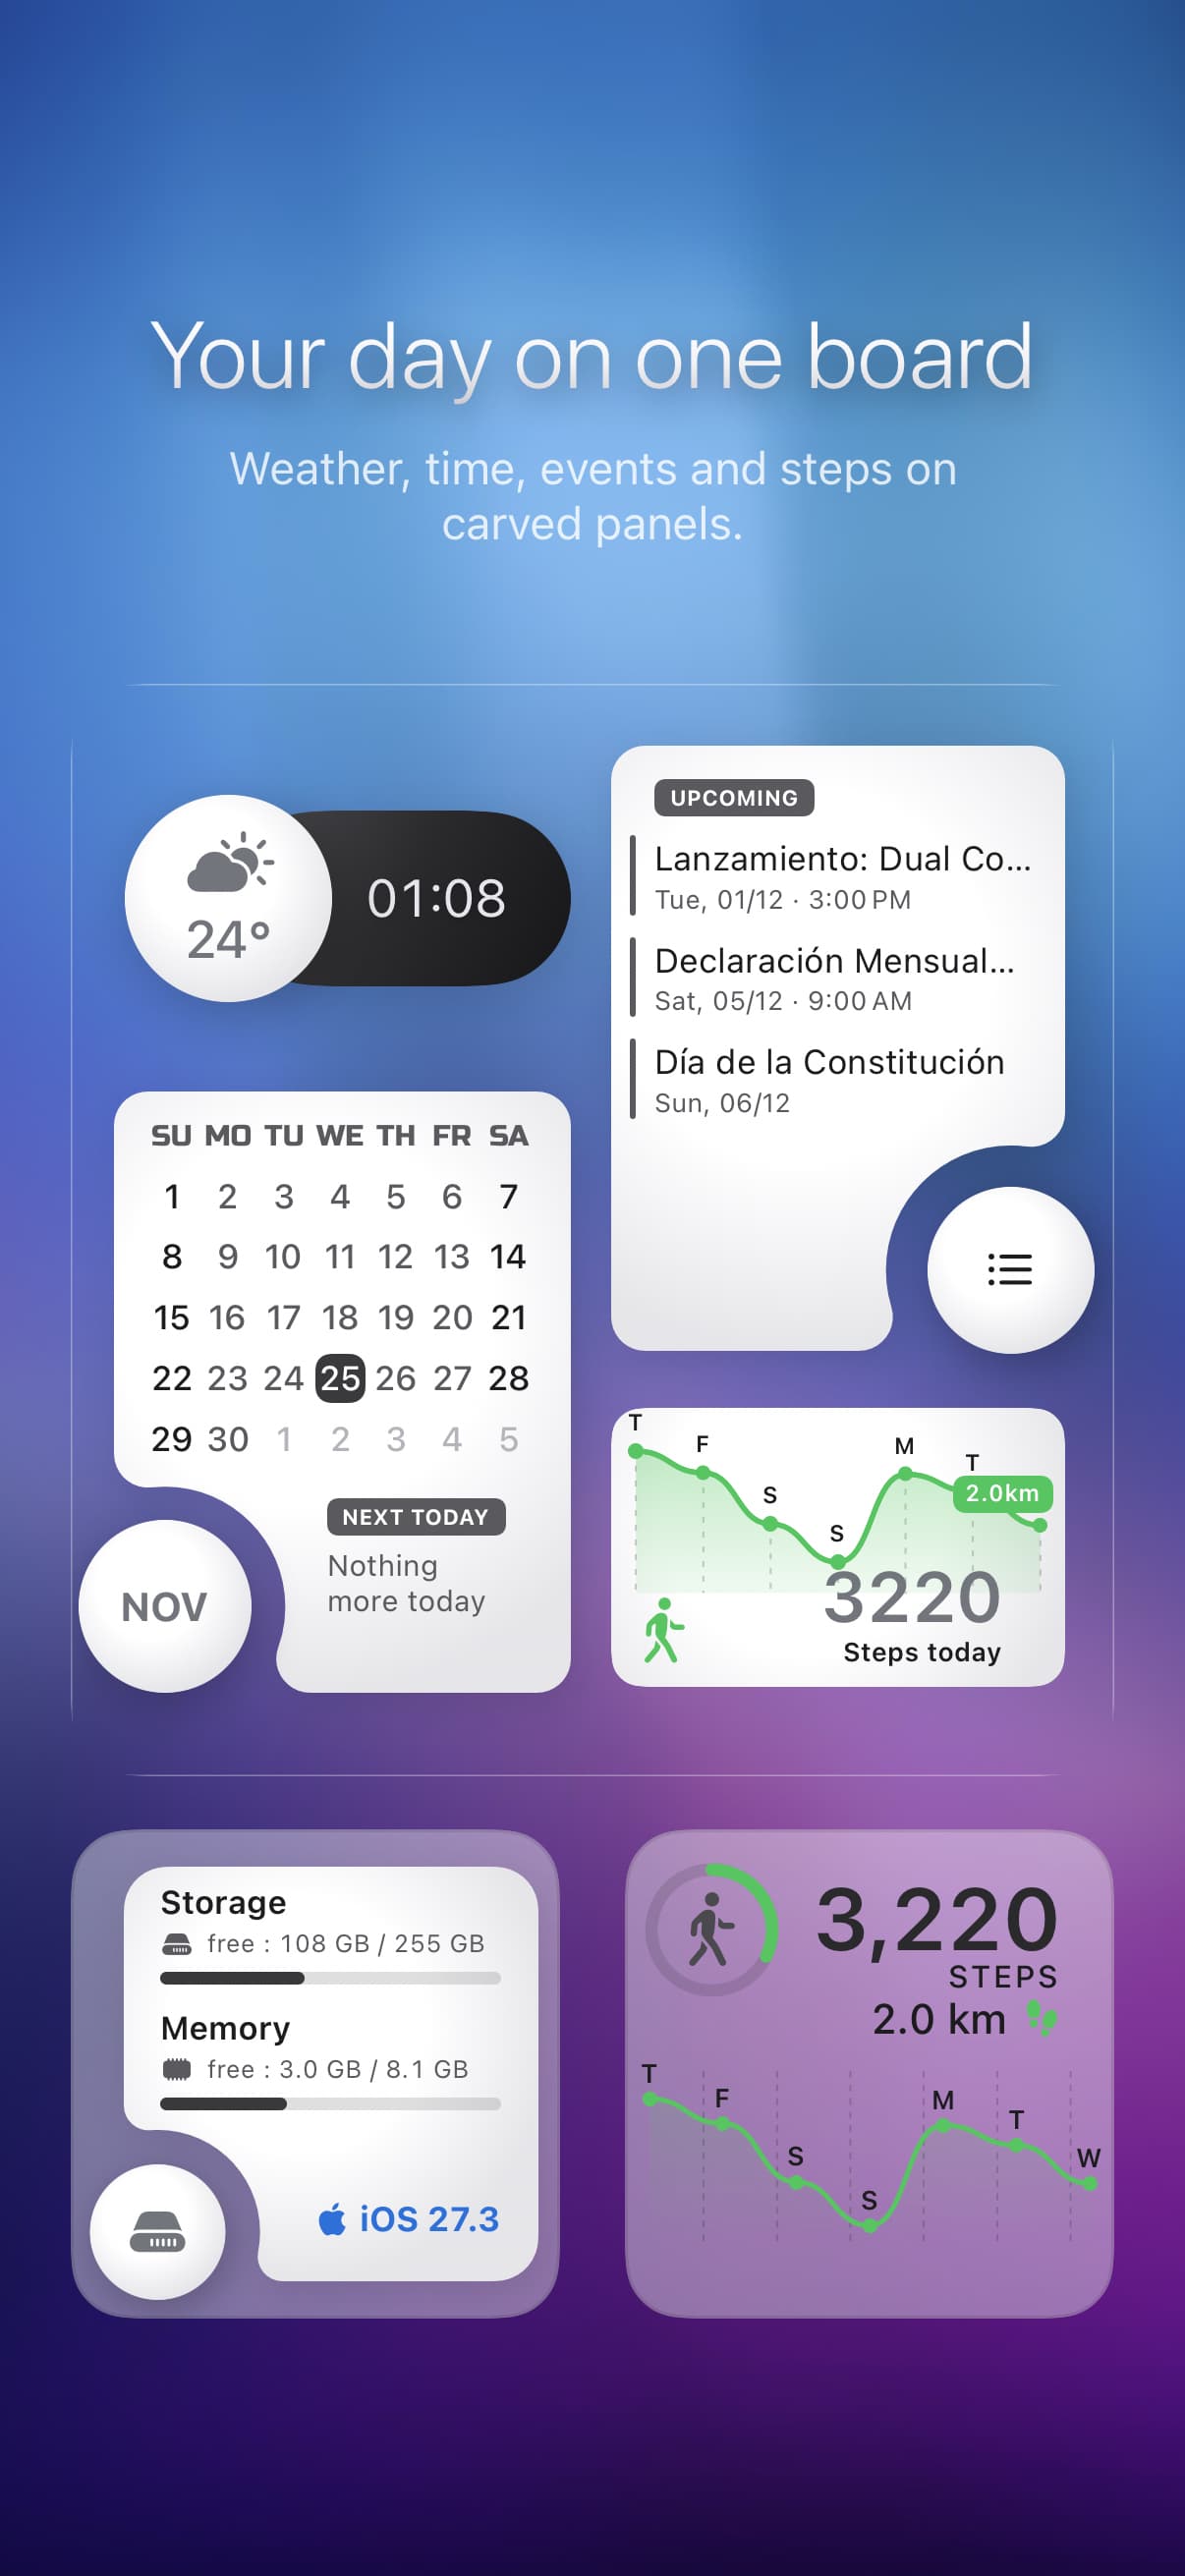 Your day on one board
Weather, time, events and steps on
carved panels.
24°
01:08
UPCOMING
Lanzamiento: Dual Co...
Tue, 01/12 · 3:00 PM
Declaración Mensual...
Sat, 05/12 · 9:00 AM
Día de la Constitución
Sun, 06/12
SU MO TU WE TH FR SA
1 2 3 4 5 6 7
8 9 10 11 12 13 14
15 16 17 18 19 20 21
22 23 24 25 26 27 28
29 30 1 2 3 4 5
NOV
NEXT TODAY
Nothing
more today
T F S S M T
2.0km
3220
Steps today
Storage
free : 108 GB / 255 GB
Memory
free : 3.0 GB / 8.1 GB
iOS 27.3
3,220
STEPS
2.0 km
T F S S M T W